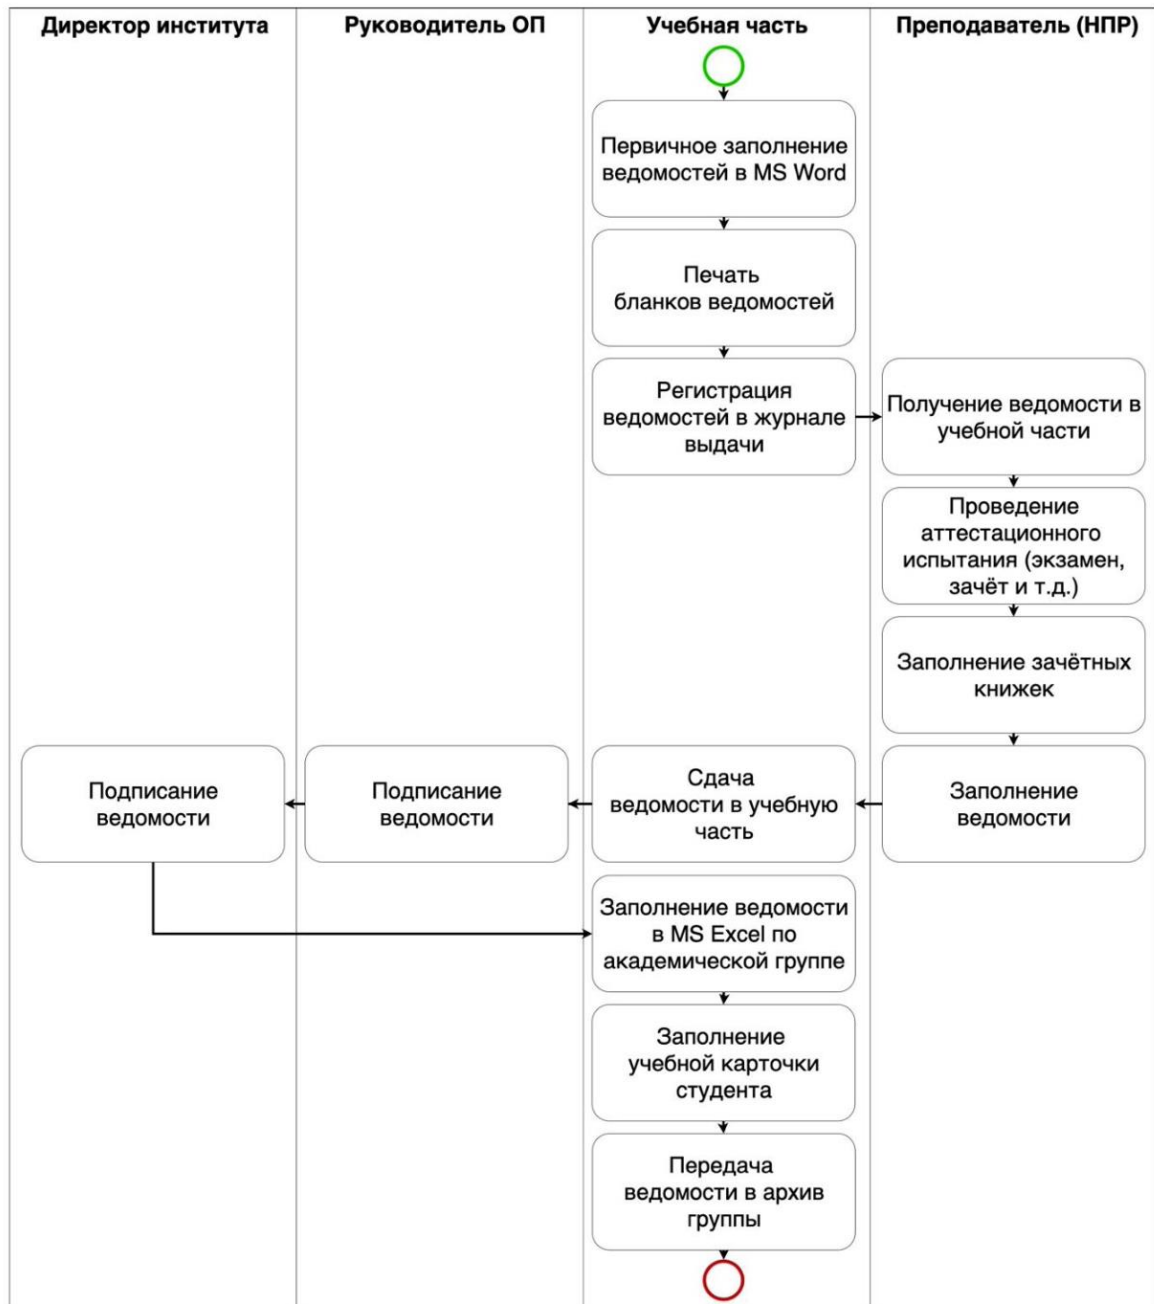 Директор института
Руководитель ОП
Учебная часть
Преподаватель (НПР)
Первичное заполнение
ведомостей в MS Word
Печать
бланков ведомостей
Регистрация
ведомостей в журнале
выдачи
Получение ведомости в
учебной части
Проведение
аттестационного
испытания (экзамен,
зачёт и т.д.)
Заполнение зачётных
книжек
Подписание
ведомости
Подписание
ведомости
Сдача
ведомости в учебную
часть
Заполнение
ведомости
Заполнение ведомости
в MS Excel по
академической группе
Заполнение
учебной карточки
студента
Передача
ведомости в архив
группы